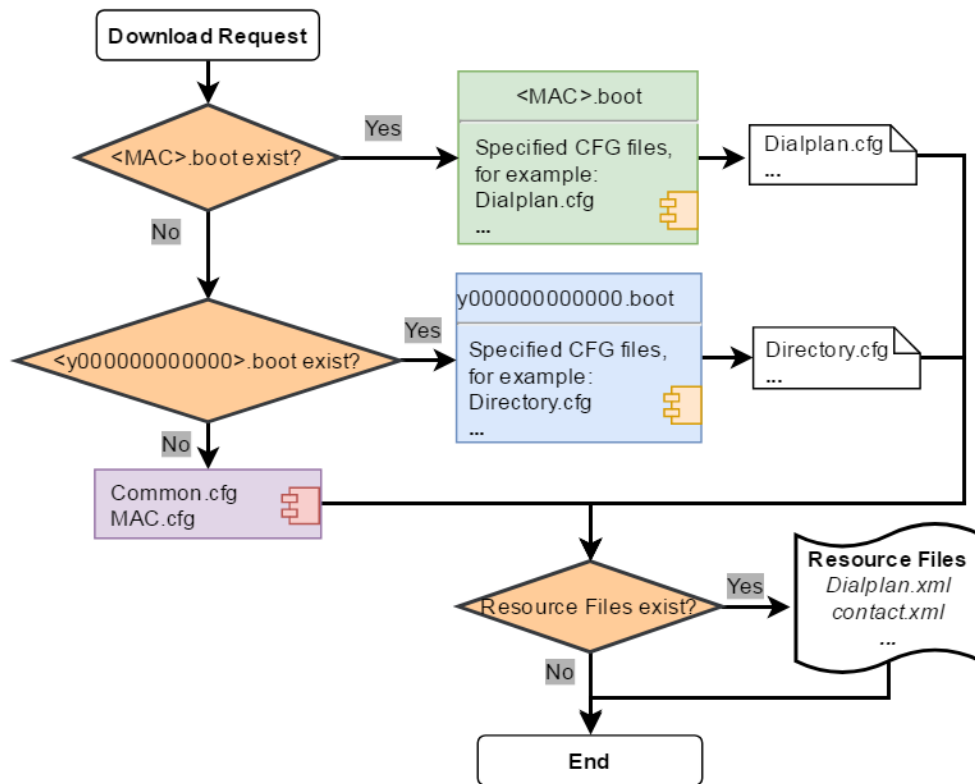 Download Request
<MAC>.boot exist?
Yes
<MAC>.boot
Specified CFG files,
for example:
Dialplan.cfg
...
Dialplan.cfg
...
No
<y000000000000>.boot exist?
Yes
y000000000000.boot
Specified CFG files,
for example:
Directory.cfg
...
Directory.cfg
...
No
Common.cfg
MAC.cfg
Resource Files exist?
Yes
Resource Files
Dialplan.xml
contact.xml
...
No
End